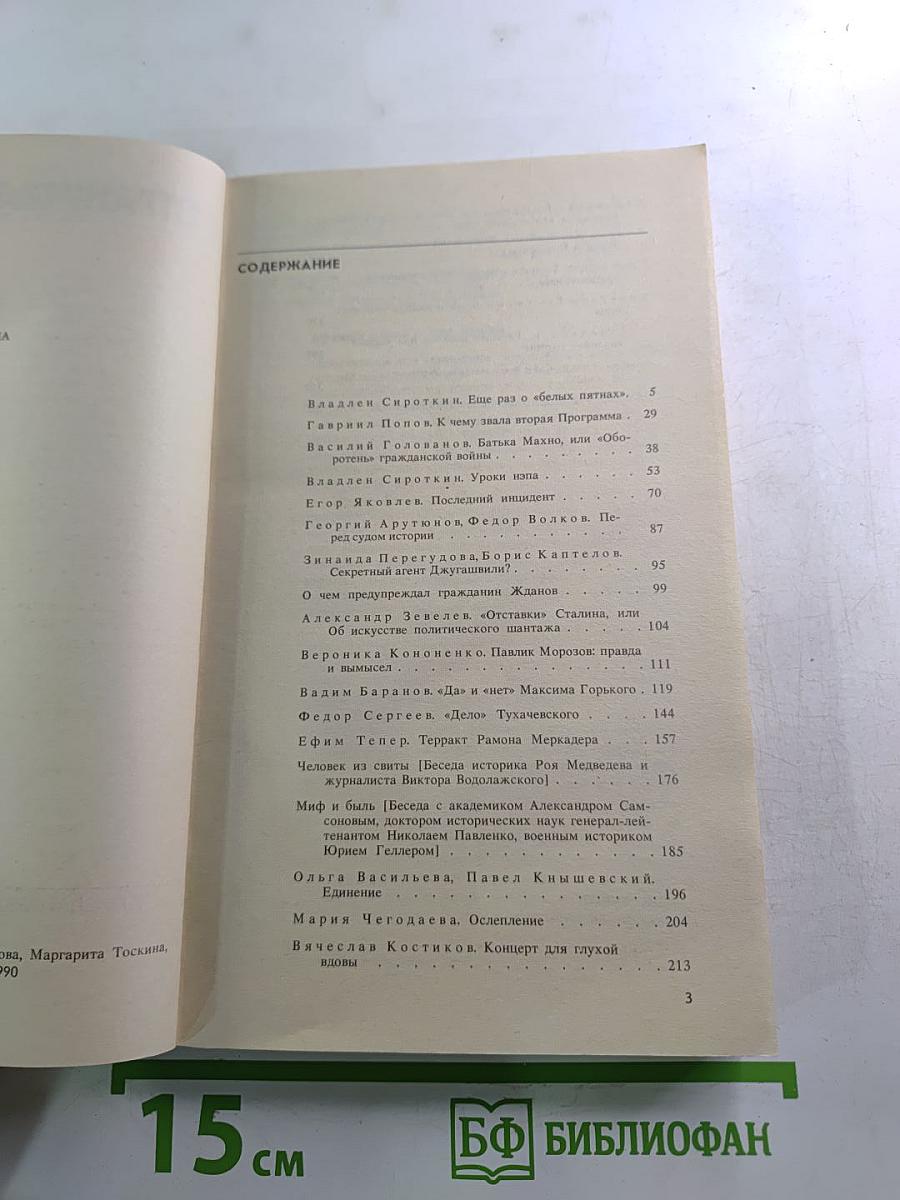 НА
ова, Маргарита Тоскина,
990
СОДЕРЖАНИЕ
Владлен Сироткин. Еще раз о «белых пятнах». 5
Гавриил Попов. К чему звала вторая Программа . 29
Василий Голованов. Батька Махно, или «Обо-
ротень» гражданской войны . . . . . . . . . 38
Владлен Сироткин. Уроки нэпа . . . . . . 53
Егор Яковлев. Последний инцидент . . . . . 70
Георгий Арутюнов, Федор Волков. Пе-
ред судом истории . . . . . . . . . . . 87
Зинаида Перегудова, Борис Каптелов.
Секретный агент Джугашвили? . . . . . . . . 95
О чем предупреждал гражданин Жданов . . . . . 99
Александр Зевелев. «Отставки» Сталина, или
Об искусстве политического шантажа . . . . . 104
Вероника Кононенко. Павлик Морозов: правда
и вымысел . . . . . . . . . . . . . . 111
Вадим Баранов. «Да» и «нет» Максима Горького . 119
Федор Сергеев. «Дело» Тухачевского . . . . 144
Ефим Тепер. Терракт Рамона Меркадера . . . 157
Человек из свиты [Беседа историка Роя Медведева и
журналиста Виктора Водолажского] . . . . . . 176
Миф и быль [Беседа с академиком Александром Сам-
соновым, доктором исторических наук генерал-лей-
тенантом Николаем Павленко, военным историком
Юрием Геллером] . . . . . . . . . . . . 185
Ольга Васильева, Павел Кнышевский.
Единение . . . . . . . . . . . . . . . 196
Мария Чегодаева. Ослепление . . . . . . 204
Вячеслав Костиков. Концерт для глухой
вдовы . . . . . . . . . . . . . . . . 213
3
15 см
БФ БИБЛИОФАН